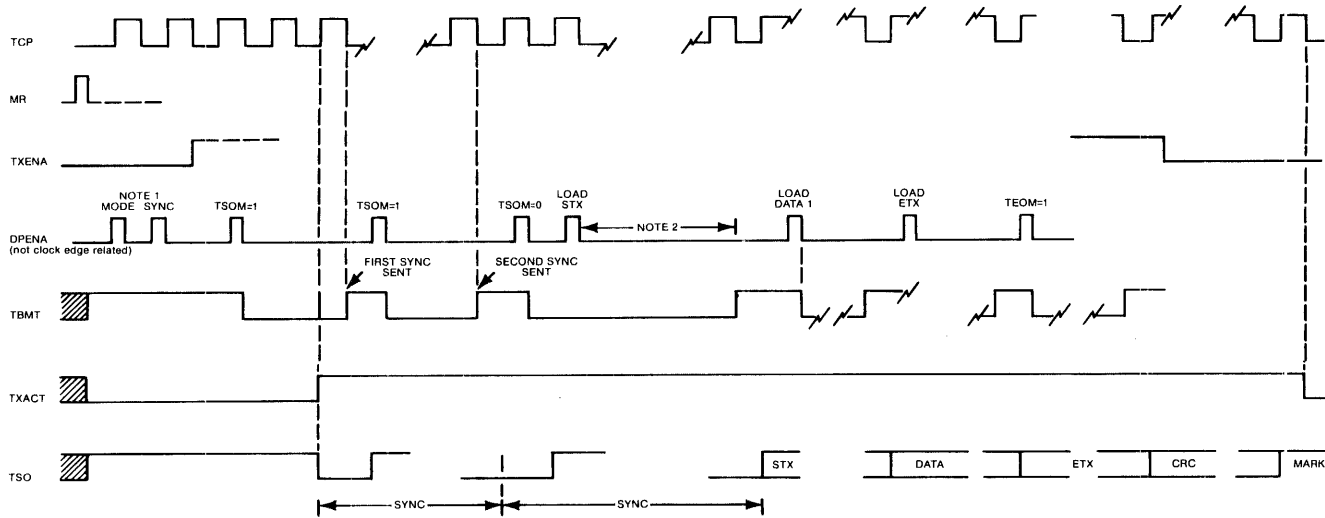 TCP
MR
TXENA
NOTE 1
MODE SYNC
TSOM=1
TSOM=1
TSOM=0
LOAD
STX
NOTE 2
LOAD
DATA 1
LOAD
ETX
TEOM=1
DPENA
(not clock edge related)
FIRST SYNC
SENT
SECOND SYNC
SENT
TBMT
TXACT
TSO
STX
DATA
ETX
CRC
MARK
SYNC
SYNC